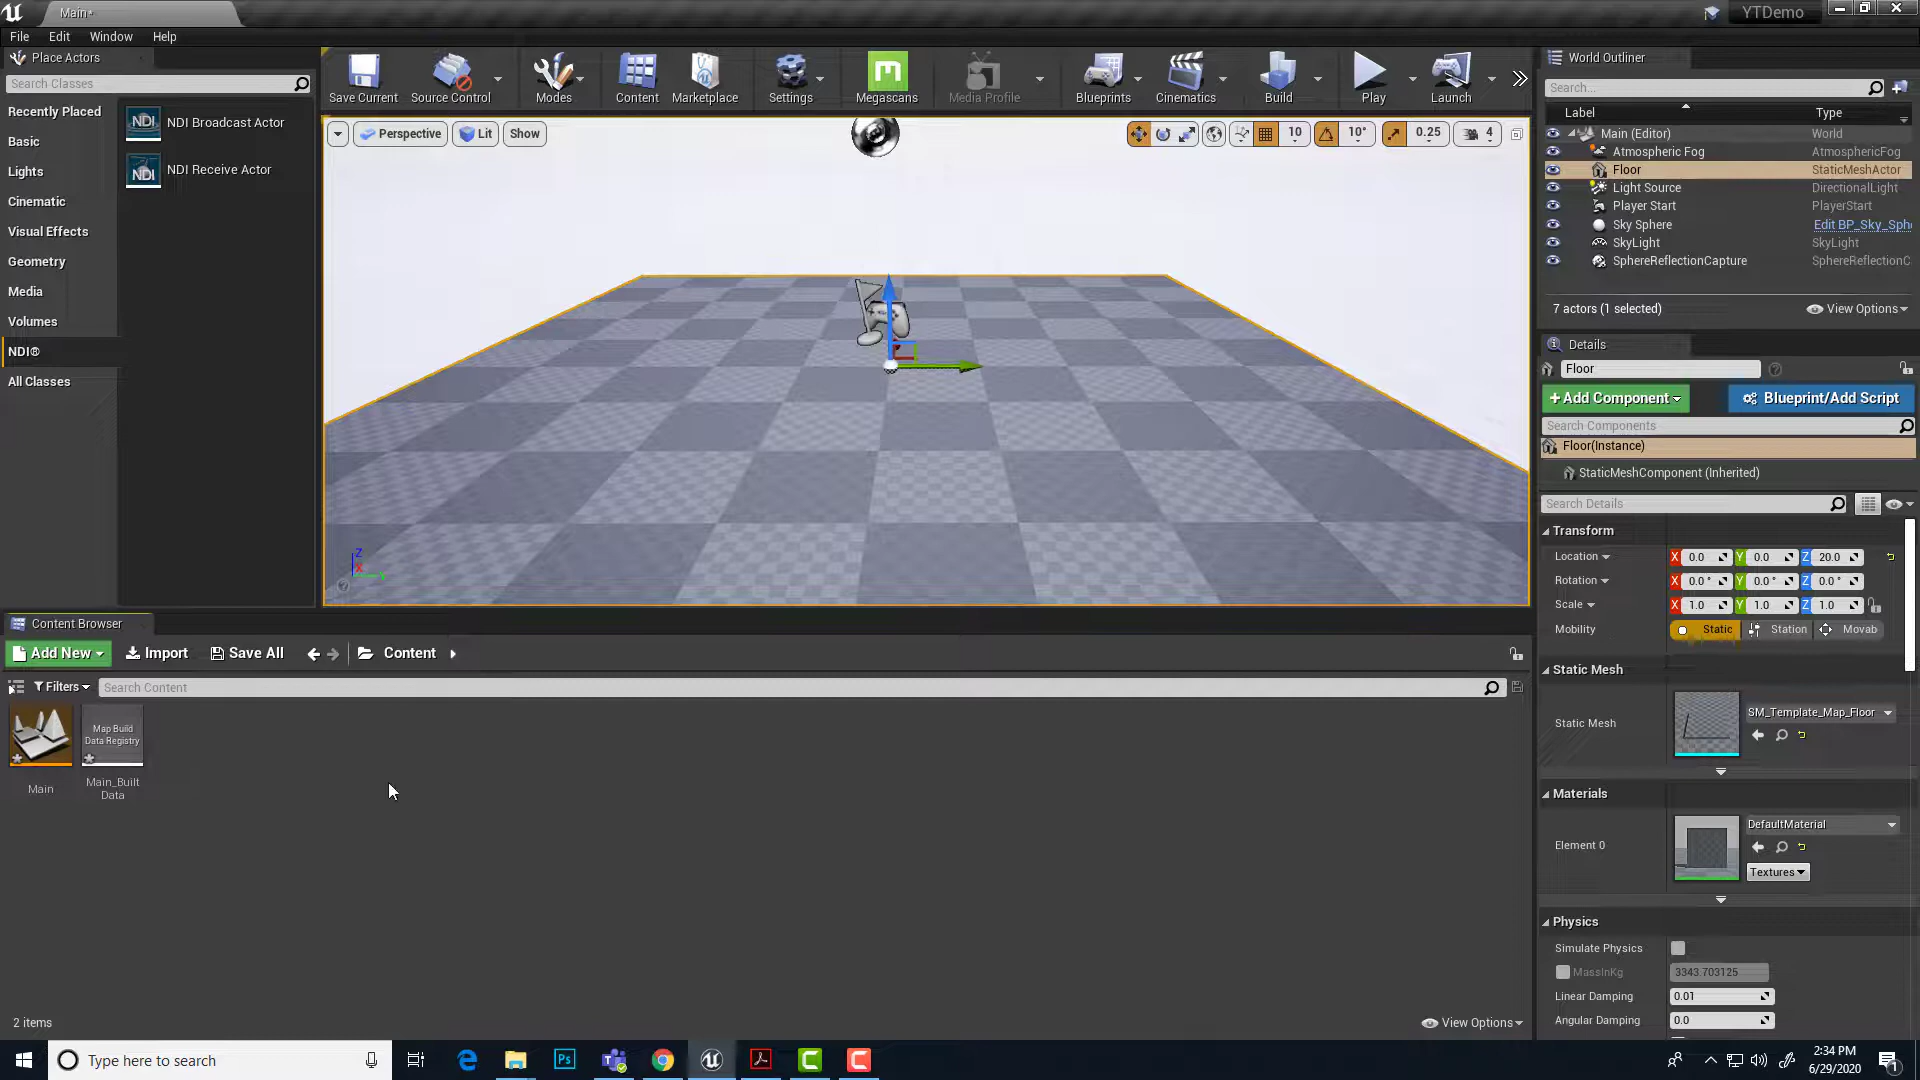 Main*
YTDemo
File Edit Window Help
Place Actors
Search Classes
Recently Placed
Basic
Lights
Cinematic
Visual Effects
Geometry
Media
Volumes
NDI®
All Classes
NDI NDI Broadcast Actor
NDI NDI Receive Actor
Save Current Source Control Modes Content Marketplace Settings Megascans Media Profile Blueprints Cinematics Build Play Launch
Perspective Lit Show 10 10° 0.25 4
Z
X
Y
World Outliner
Search...
Label Type
Main (Editor) World
Atmospheric Fog AtmosphericFog
Floor StaticMeshActor
Light Source DirectionalLight
Player Start PlayerStart
Sky Sphere Edit BP_Sky_Sph
SkyLight SkyLight
SphereReflectionCapture SphereReflectionC
7 actors (1 selected) View Options
Details
Floor
+ Add Component Blueprint/Add Script
Search Components
Floor(Instance)
StaticMeshComponent (Inherited)
Search Details
Transform
Location X 0.0 Y 0.0 Z 20.0
Rotation X 0.0 ° Y 0.0 ° Z 0.0 °
Scale X 1.0 Y 1.0 Z 1.0
Mobility Static Station Movab
Static Mesh
Static Mesh SM_Template_Map_Floor
Materials
Element 0 DefaultMaterial
Textures
Physics
Simulate Physics
MassInKg 3343.703125
Linear Damping 0.01
Angular Damping 0.0
Content Browser
Add New Import Save All Content
Filters Search Content
Map Build
Data Registry
Main
Main_Built
Data
2 items View Options
Type here to search
Ps
2:34 PM
6/29/2020
1